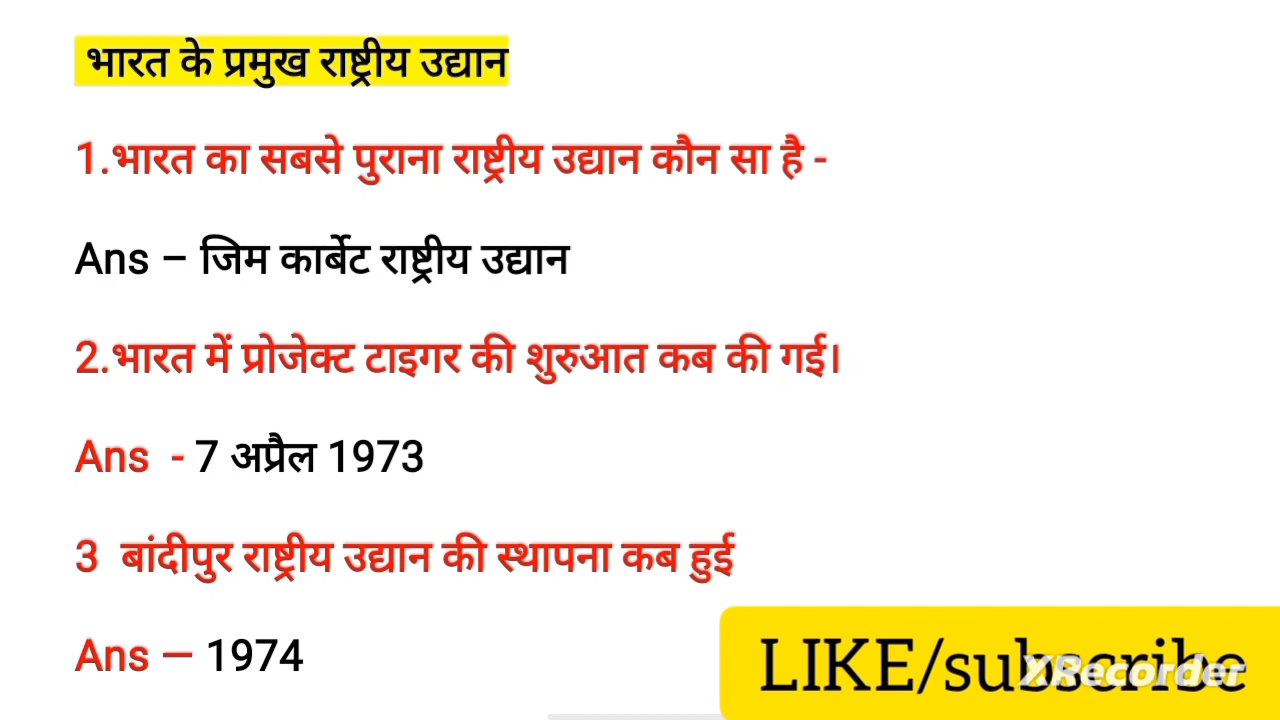 भारत के प्रमुख राष्ट्रीय उद्यान
1.भारत का सबसे पुराना राष्ट्रीय उद्यान कौन सा है -
Ans – जिम कार्बेट राष्ट्रीय उद्यान
2.भारत में प्रोजेक्ट टाइगर की शुरुआत कब की गई।
Ans - 7 अप्रैल 1973
3 बांदीपुर राष्ट्रीय उद्यान की स्थापना कब हुई
Ans — 1974
LIKE/subscribe
XRecorder